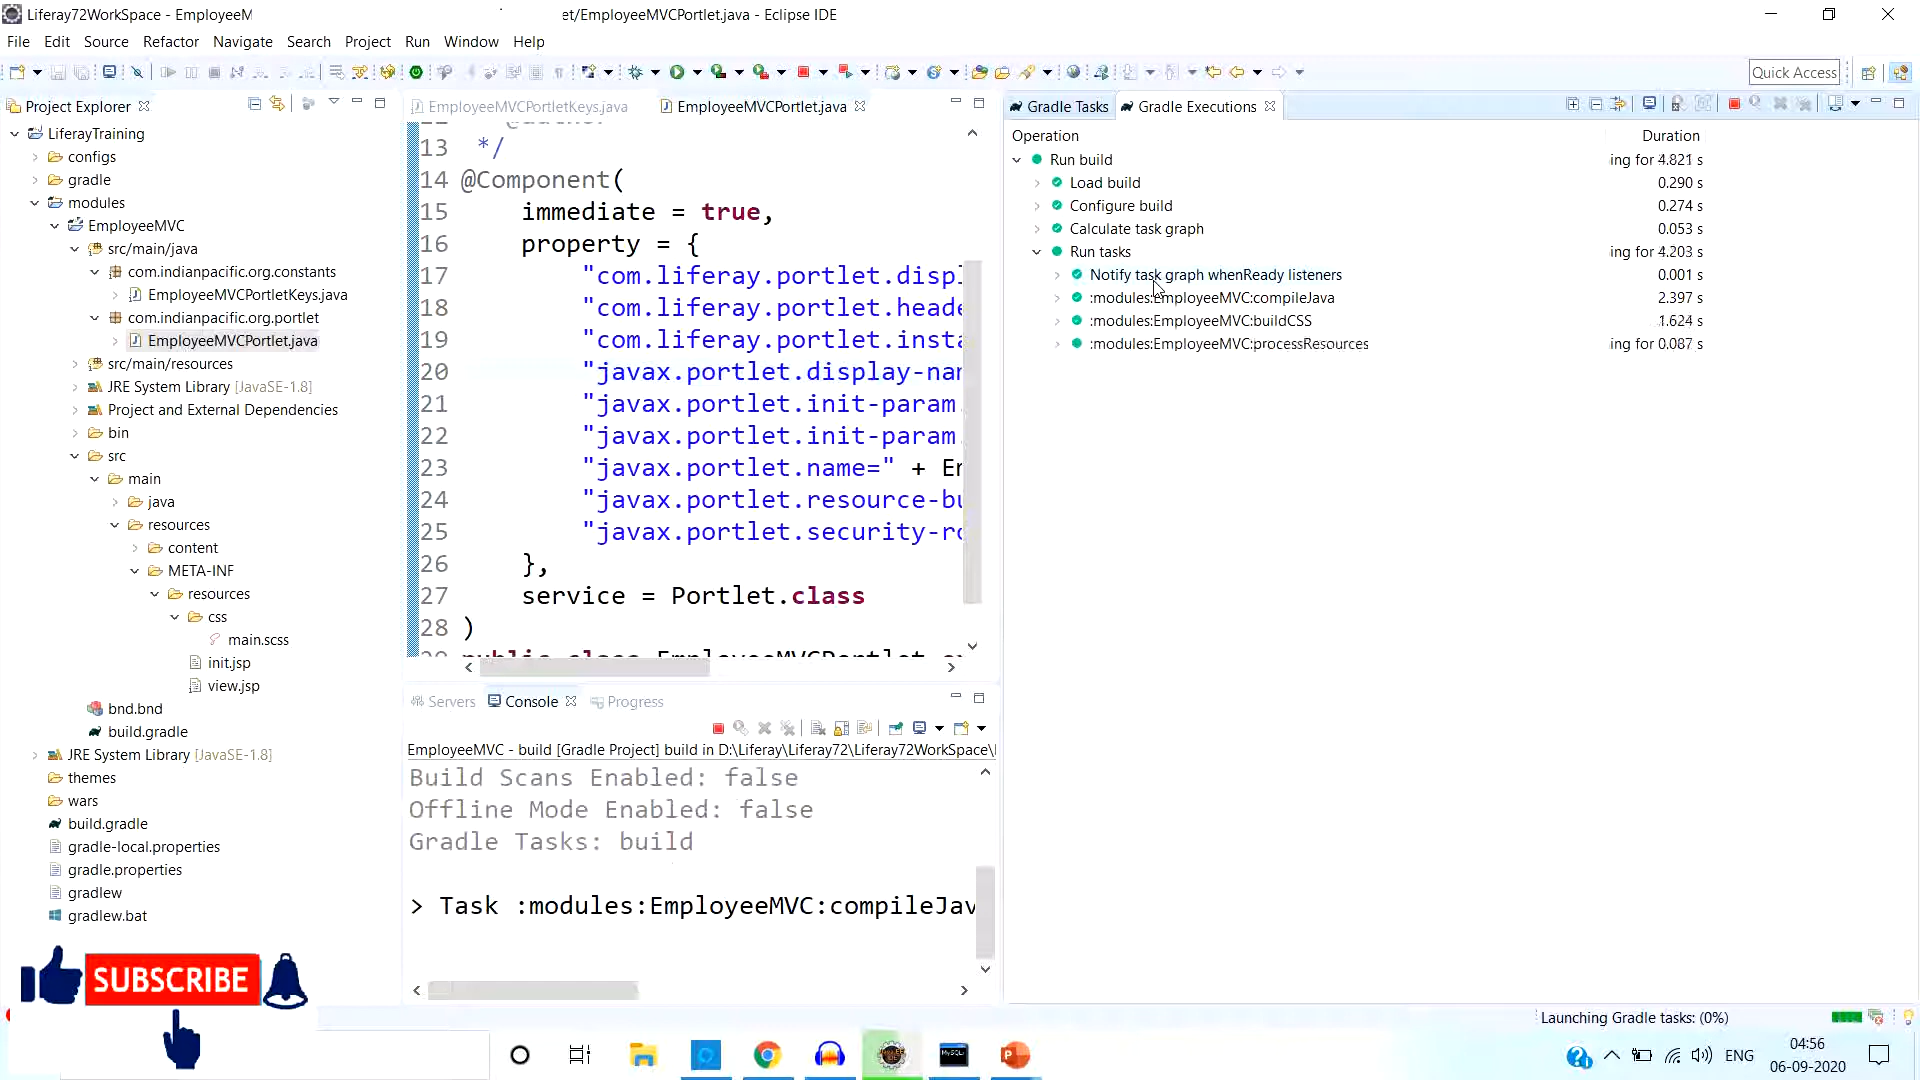 Liferay72WorkSpace - EmployeeM
et/EmployeeMVCPortlet.java - Eclipse IDE
File Edit Source Refactor Navigate Search Project Run Window Help
Quick Access
Project Explorer
LiferayTraining
configs
gradle
modules
EmployeeMVC
src/main/java
com.indianpacific.org.constants
EmployeeMVCPortletKeys.java
com.indianpacific.org.portlet
EmployeeMVCPortlet.java
src/main/resources
JRE System Library [JavaSE-1.8]
Project and External Dependencies
bin
src
main
java
resources
content
META-INF
resources
css
main.scss
init.jsp
view.jsp
bnd.bnd
build.gradle
JRE System Library [JavaSE-1.8]
themes
wars
build.gradle
gradle-local.properties
gradle.properties
gradlew
gradlew.bat
EmployeeMVCPortletKeys.java EmployeeMVCPortlet.java
13 */
14 @Component(
15 immediate = true,
16 property = {
17 "com.liferay.portlet.displ
18 "com.liferay.portlet.heade
19 "com.liferay.portlet.insta
20 "javax.portlet.display-nam
21 "javax.portlet.init-param.
22 "javax.portlet.init-param.
23 "javax.portlet.name=" + Em
24 "javax.portlet.resource-bu
25 "javax.portlet.security-ro
26 },
27 service = Portlet.class
28 )
public class EmployeeMVCPortlet ex
Servers Console Progress
EmployeeMVC - build [Gradle Project] build in D:\Liferay\Liferay72\Liferay72WorkSpace\
Build Scans Enabled: false
Offline Mode Enabled: false
Gradle Tasks: build
> Task :modules:EmployeeMVC:compileJav
Gradle Tasks Gradle Executions
Operation Duration
Run build ing for 4.821 s
Load build 0.290 s
Configure build 0.274 s
Calculate task graph 0.053 s
Run tasks ing for 4.203 s
Notify task graph whenReady listeners 0.001 s
:modules:EmployeeMVC:compileJava 2.397 s
:modules:EmployeeMVC:buildCSS 1.624 s
:modules:EmployeeMVC:processResources ing for 0.087 s
SUBSCRIBE
Launching Gradle tasks: (0%)
ENG
04:56
06-09-2020